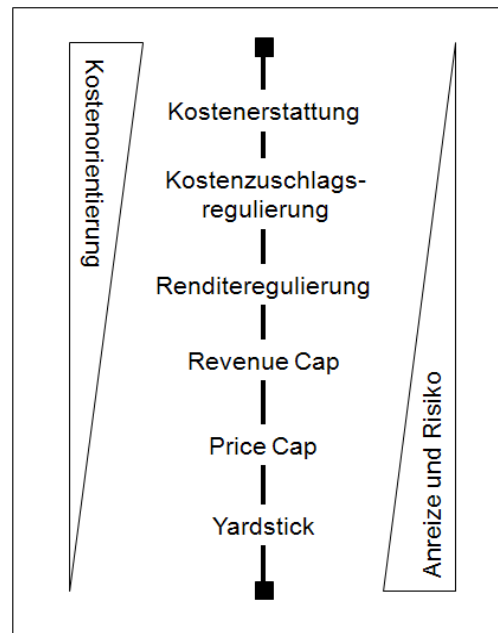 Kostenorientierung
Kostenerstattung
Kostenzuschlags-
regulierung
Renditeregulierung
Revenue Cap
Price Cap
Yardstick
Anreize und Risiko